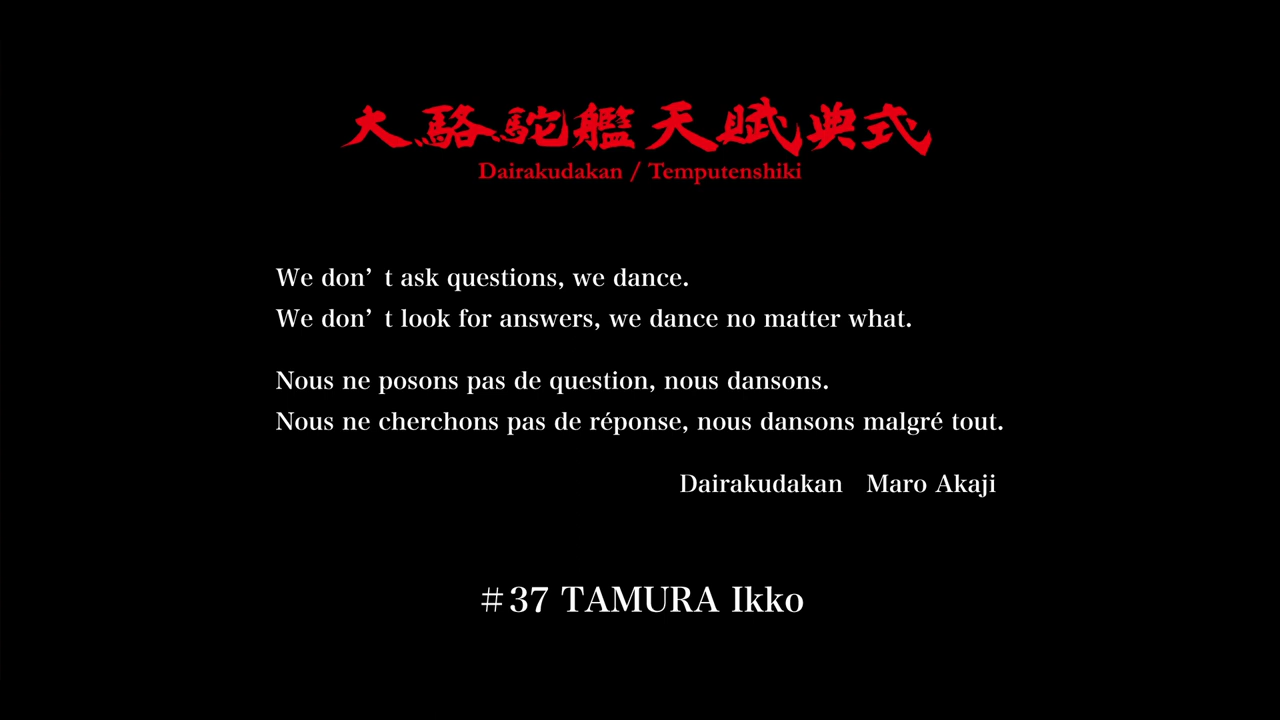 大駱駝艦天賦典式
Dairakudakan / Temputenshiki
We don’t ask questions, we dance.
We don’t look for answers, we dance no matter what.
Nous ne posons pas de question, nous dansons.
Nous ne cherchons pas de réponse, nous dansons malgré tout.
Dairakudakan Maro Akaji
#37 TAMURA Ikko